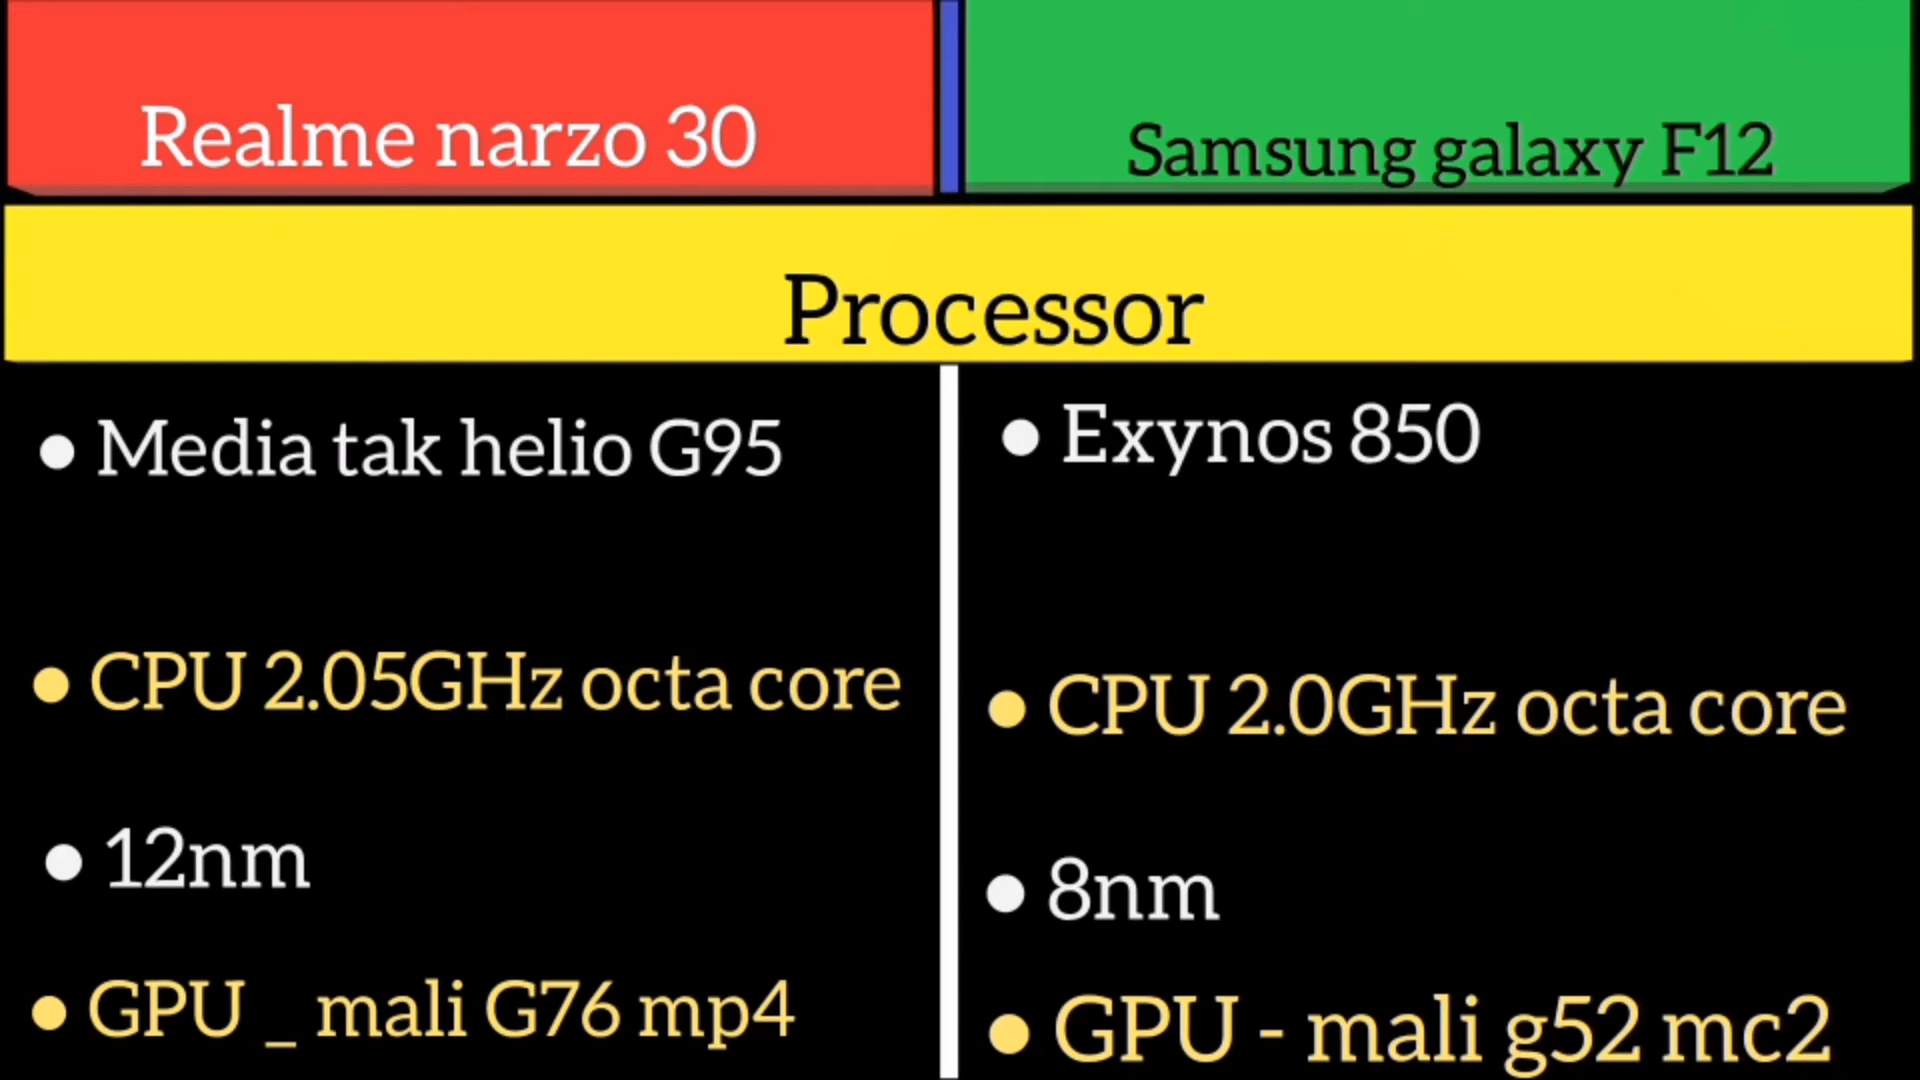 Realme narzo 30
Samsung galaxy F12
Processor
• Media tak helio G95
• Exynos 850
• CPU 2.05GHz octa core
• CPU 2.0GHz octa core
• 12nm
• 8nm
• GPU _ mali G76 mp4
• GPU - mali g52 mc2